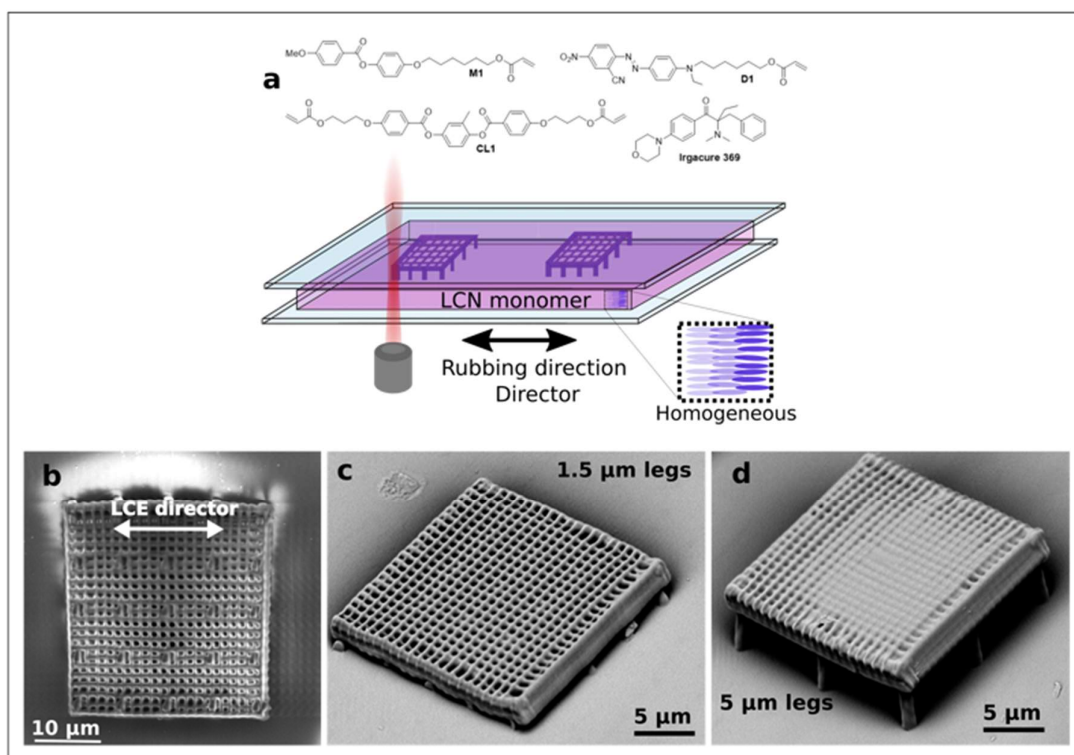 a
MeO
O
O
O
O
O
M1
O₂N
N
N
CN
N
O
O
D1
O
O
O
O
O
O
O
O
O
O
CL1
O
N
O
N
Irgacure 369
LCN monomer
Rubbing direction
Director
Homogeneous
b
LCE director
10 µm
c
1.5 µm legs
5 µm
d
5 µm legs
5 µm